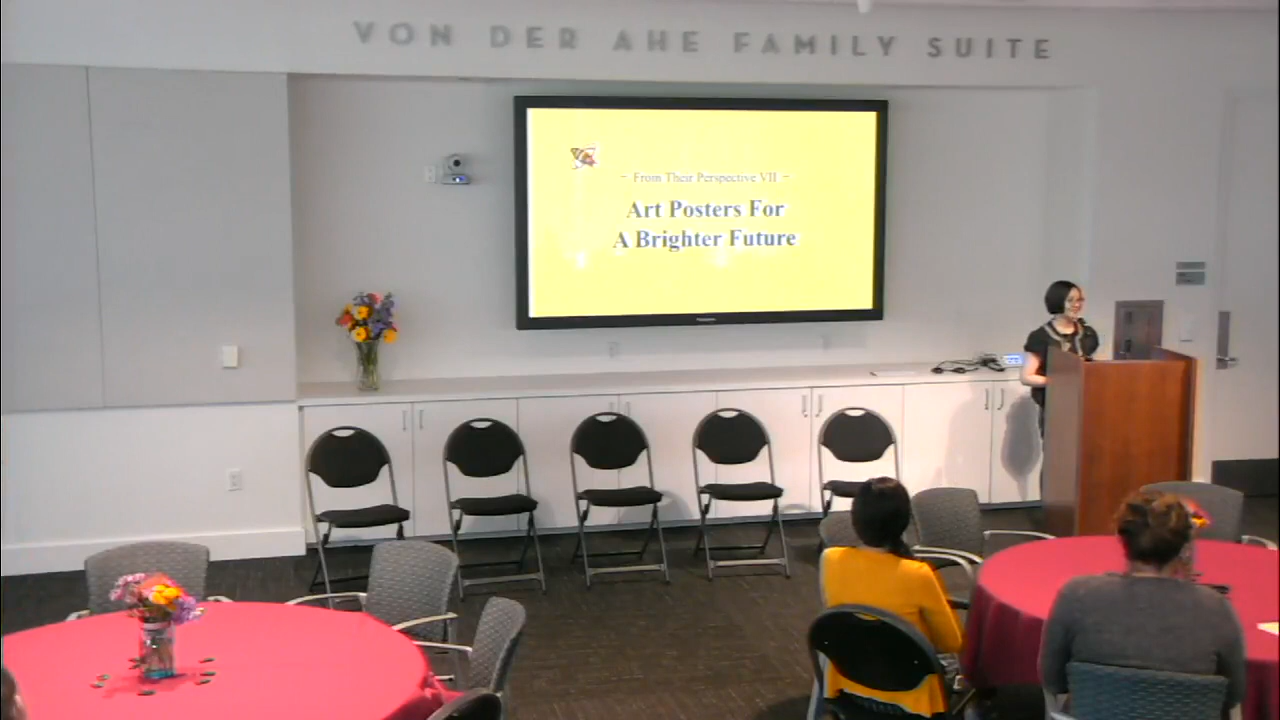 VON DER AHE FAMILY SUITE
~ From Their Perspective VII ~
Art Posters For
A Brighter Future